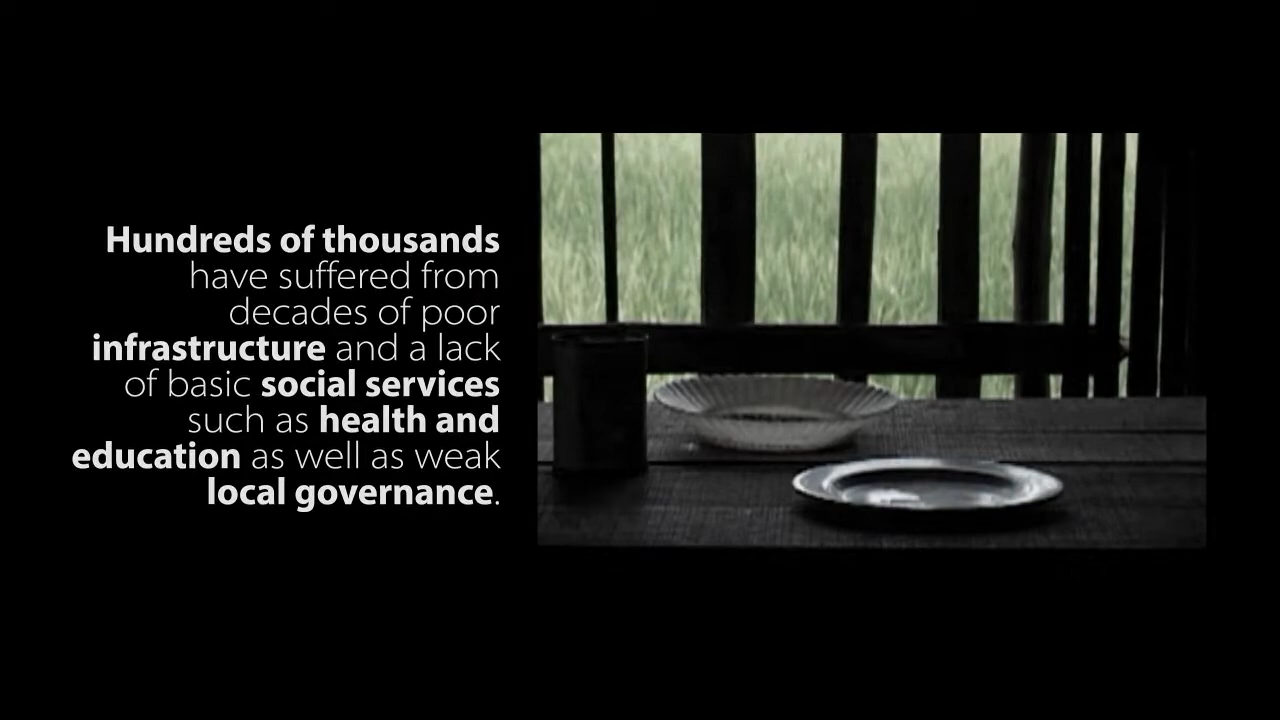 Hundreds of thousands
have suffered from
decades of poor
infrastructure and a lack
of basic social services
such as health and
education as well as weak
local governance.